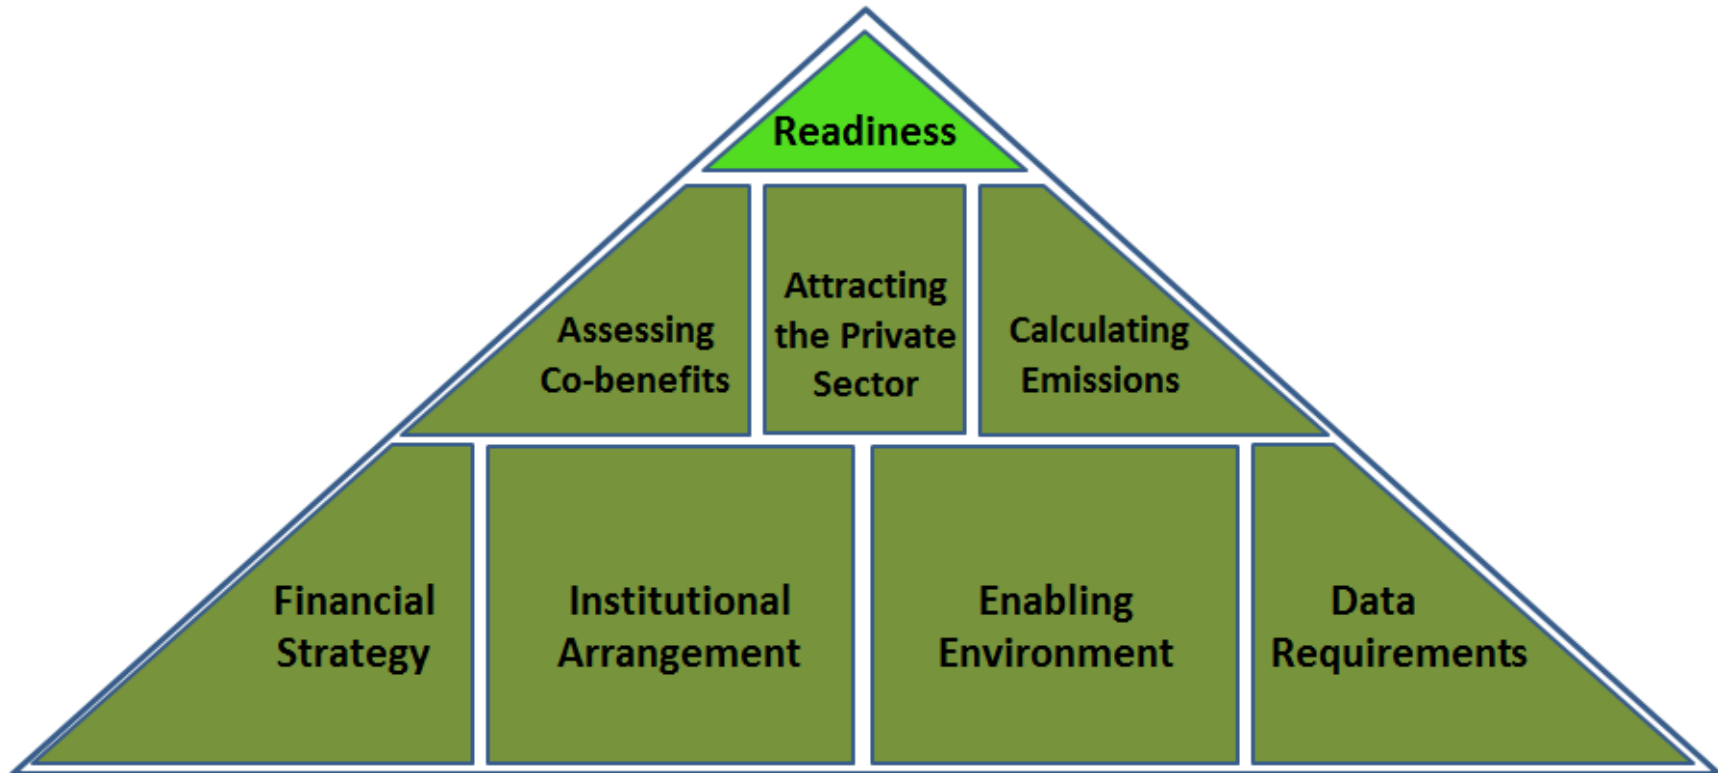 Readiness
Assessing
Co-benefits
Attracting
the Private
Sector
Calculating
Emissions
Financial
Strategy
Institutional
Arrangement
Enabling
Environment
Data
Requirements